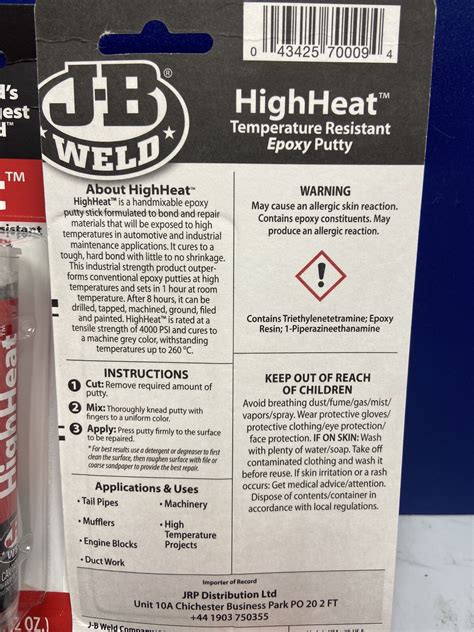 0 43425 70009 4
J-B
WELD
®
HighHeat™
Temperature Resistant
Epoxy Putty
About HighHeat™
HighHeat™ is a handmixable epoxy
putty stick formulated to bond and repair
materials that will be exposed to high
temperatures in automotive and industrial
maintenance applications. It cures to a
tough, hard bond with little to no shrinkage.
This industrial strength product outper-
forms conventional epoxy putties at high
temperatures and sets in 1 hour at room
temperature. After 8 hours, it can be
drilled, tapped, machined, ground, filed
and painted. HighHeat™ is rated at a
tensile strength of 4000 PSI and cures to
a machine grey color, withstanding
temperatures up to 260 ºC.
INSTRUCTIONS
1 Cut: Remove required amount of
putty.
2 Mix: Thoroughly knead putty with
fingers to a uniform color.
3 Apply: Press putty firmly to the surface
to be repaired.
* For best results use a detergent or degreaser to first
clean the surface, then roughen surface with file or
coarse sandpaper to provide the best repair.
Applications & Uses
• Tail Pipes
• Mufflers
• Engine Blocks
• Duct Work
• Machinery
• High
Temperature
Projects
WARNING
May cause an allergic skin reaction.
Contains epoxy constituents. May
produce an allergic reaction.
!
Contains Triethylenetetramine; Epoxy
Resin; 1-Piperazineethanamine
KEEP OUT OF REACH
OF CHILDREN
Avoid breathing dust/fume/gas/mist/
vapors/spray. Wear protective gloves/
protective clothing/eye protection/
face protection. IF ON SKIN: Wash
with plenty of water/soap. Take off
contaminated clothing and wash it
before reuse. If skin irritation or a rash
occurs: Get medical advice/attention.
Dispose of contents/container in
accordance with local regulations.
Importer of Record
JRP Distribution Ltd
Unit 10A Chichester Business Park PO 20 2 FT
+44 1903 750355
J-B Weld Company
HighHeat™
J-B
WELD
2 OZ.)